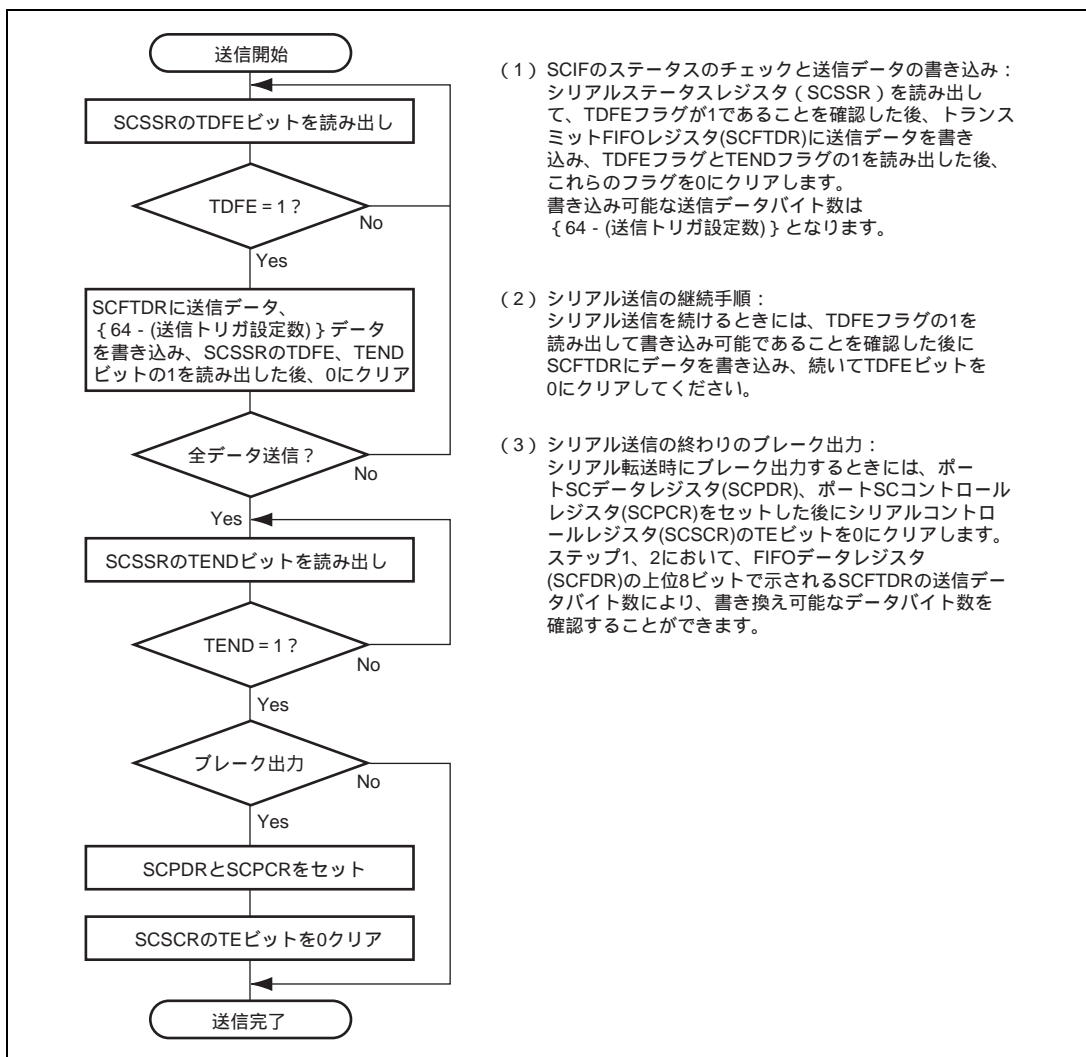 送信開始
SCSSRのTDFEビットを読み出し
TDFE = 1 ?
No
Yes
SCFTDRに送信データ、
{ 64 - (送信トリガ設定数) } データ
を書き込み、SCSSRのTDFE、TEND
ビットの1を読み出した後、0にクリア
全データ送信 ?
No
Yes
SCSSRのTENDビットを読み出し
TEND = 1 ?
No
Yes
ブレーク出力
No
Yes
SCPDRとSCPCRをセット
SCSCRのTEビットを0クリア
送信完了
(1) SCIFのステータスのチェックと送信データの書き込み:
シリアルステータスレジスタ(SCSSR)を読み出し
て、TDFEフラグが1であることを確認した後、トランス
ミットFIFOレジスタ(SCFTDR)に送信データを書き
込み、TDFEフラグとTENDフラグの1を読み出した後、
これらのフラグを0にクリアします。
書き込み可能な送信データバイト数は
{ 64 - (送信トリガ設定数) } となります。
(2) シリアル送信の継続手順:
シリアル送信を続けるときには、TDFEフラグの1を
読み出して書き込み可能であることを確認した後に
SCFTDRにデータを書き込み、続いてTDFEビットを
0にクリアしてください。
(3) シリアル送信の終わりのブレーク出力:
シリアル転送時にブレーク出力するときには、ポー
トSCデータレジスタ(SCPDR)、ポートSCコントロール
レジスタ(SCPCR)をセットした後にシリアルコントロ
ールレジスタ(SCSCR)のTEビットを0にクリアします。
ステップ1、2において、FIFOデータレジスタ
(SCFDR)の上位8ビットで示されるSCFTDRの送信デー
タバイト数により、書き換え可能なデータバイト数を
確認することができます。